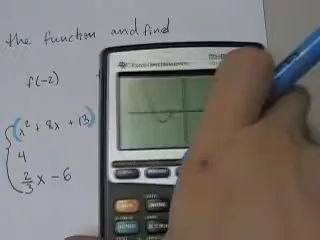 the function and find
f(-2)
x² + 8x + 13
4
2/3 x - 6